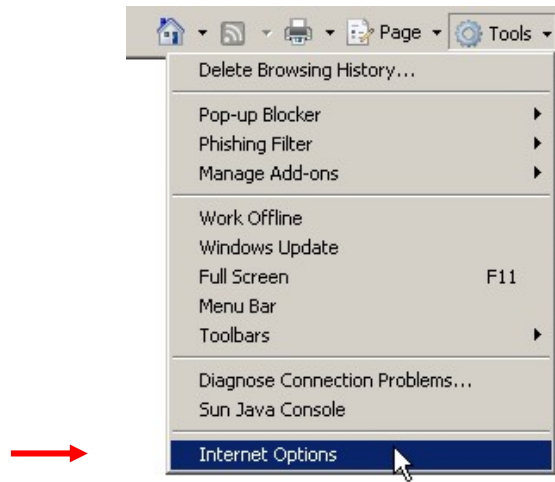 Page Tools
Delete Browsing History...
Pop-up Blocker
Phishing Filter
Manage Add-ons
Work Offline
Windows Update
Full Screen F11
Menu Bar
Toolbars
Diagnose Connection Problems...
Sun Java Console
Internet Options